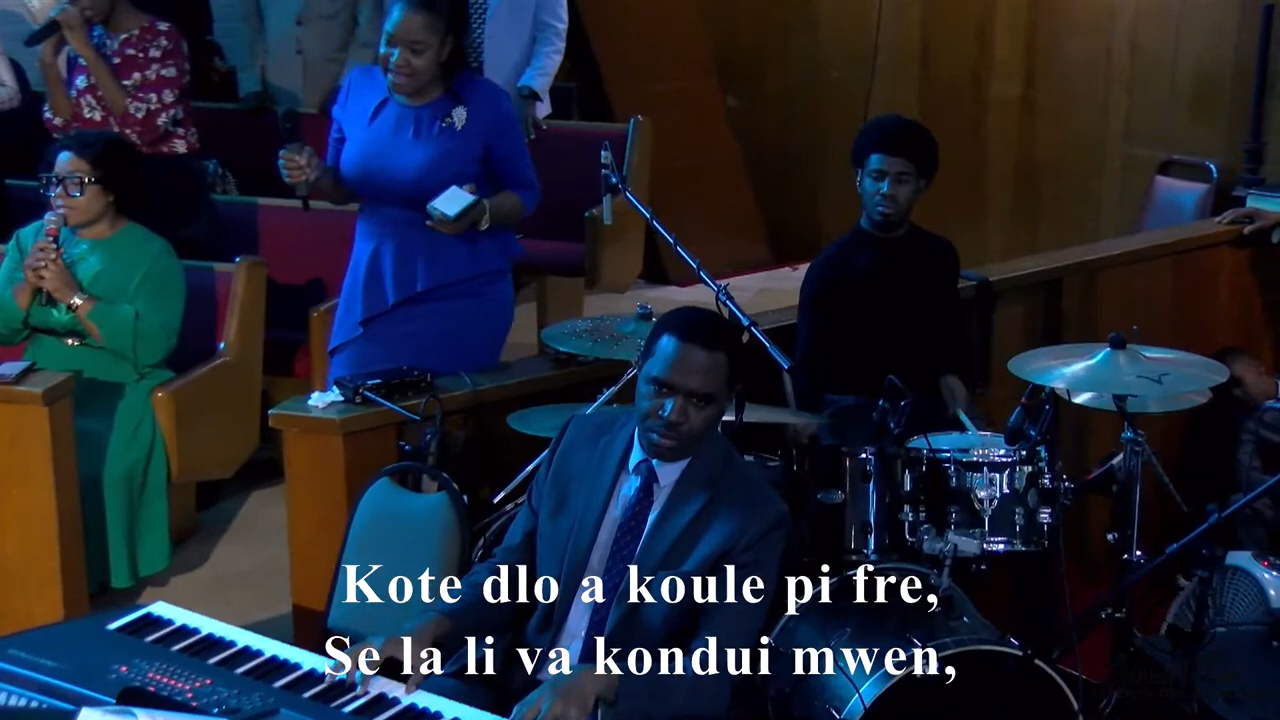 Kote dlo a koule pi fre,
Se la li va kondui mwen,